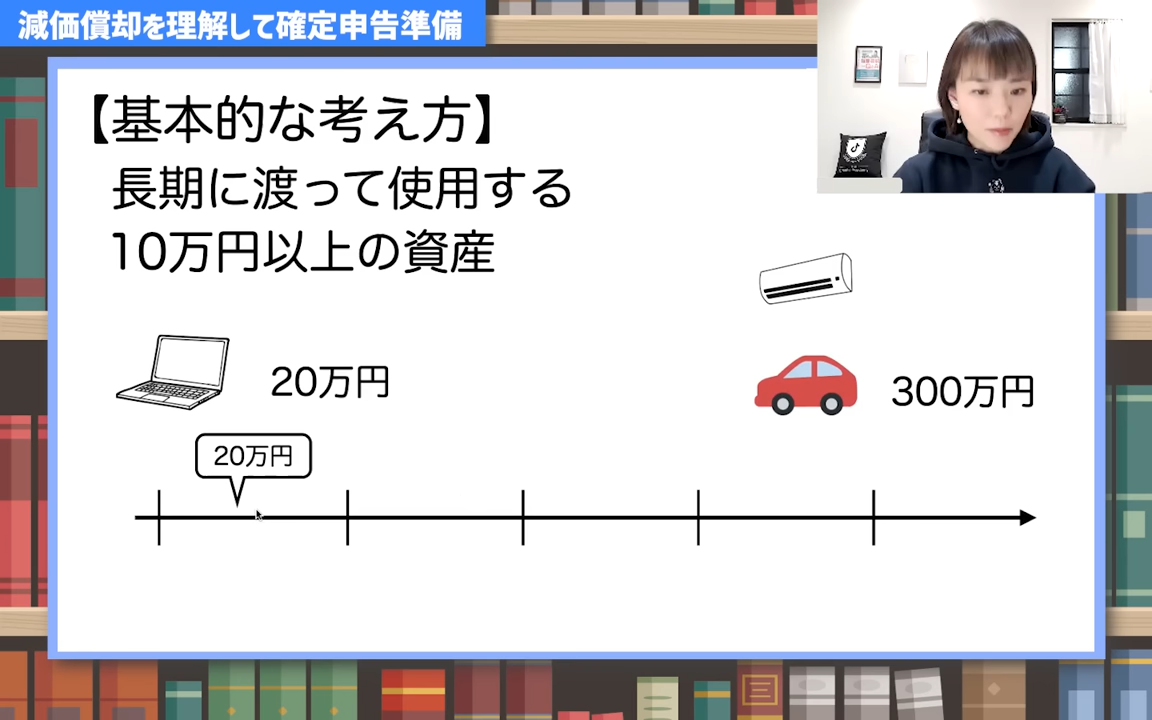 減価償却を理解して確定申告準備
【基本的な考え方】
長期に渡って使用する
10万円以上の資産
20万円
300万円
20万円